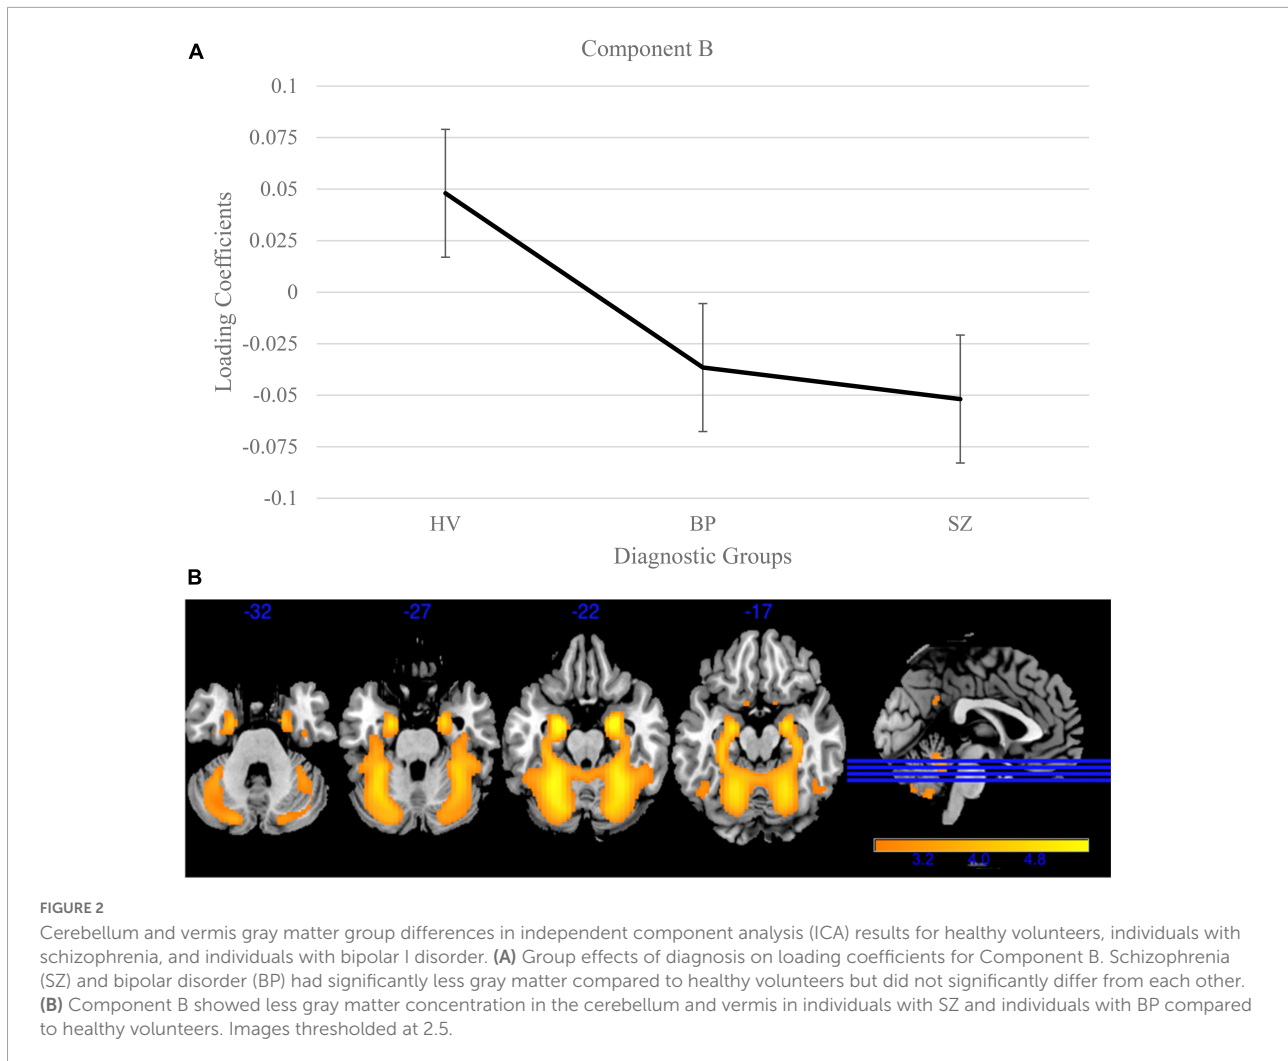 A
Component B
0.1
0.075
0.05
0.025
0
-0.025
-0.05
-0.075
-0.1
Loading Coefficients
HV BP SZ
Diagnostic Groups
B
-32 -27 -22 -17
3.2 4.0 4.8
FIGURE 2
Cerebellum and vermis gray matter group differences in independent component analysis (ICA) results for healthy volunteers, individuals with
schizophrenia, and individuals with bipolar I disorder. (A) Group effects of diagnosis on loading coefficients for Component B. Schizophrenia
(SZ) and bipolar disorder (BP) had significantly less gray matter compared to healthy volunteers but did not significantly differ from each other.
(B) Component B showed less gray matter concentration in the cerebellum and vermis in individuals with SZ and individuals with BP compared
to healthy volunteers. Images thresholded at 2.5.